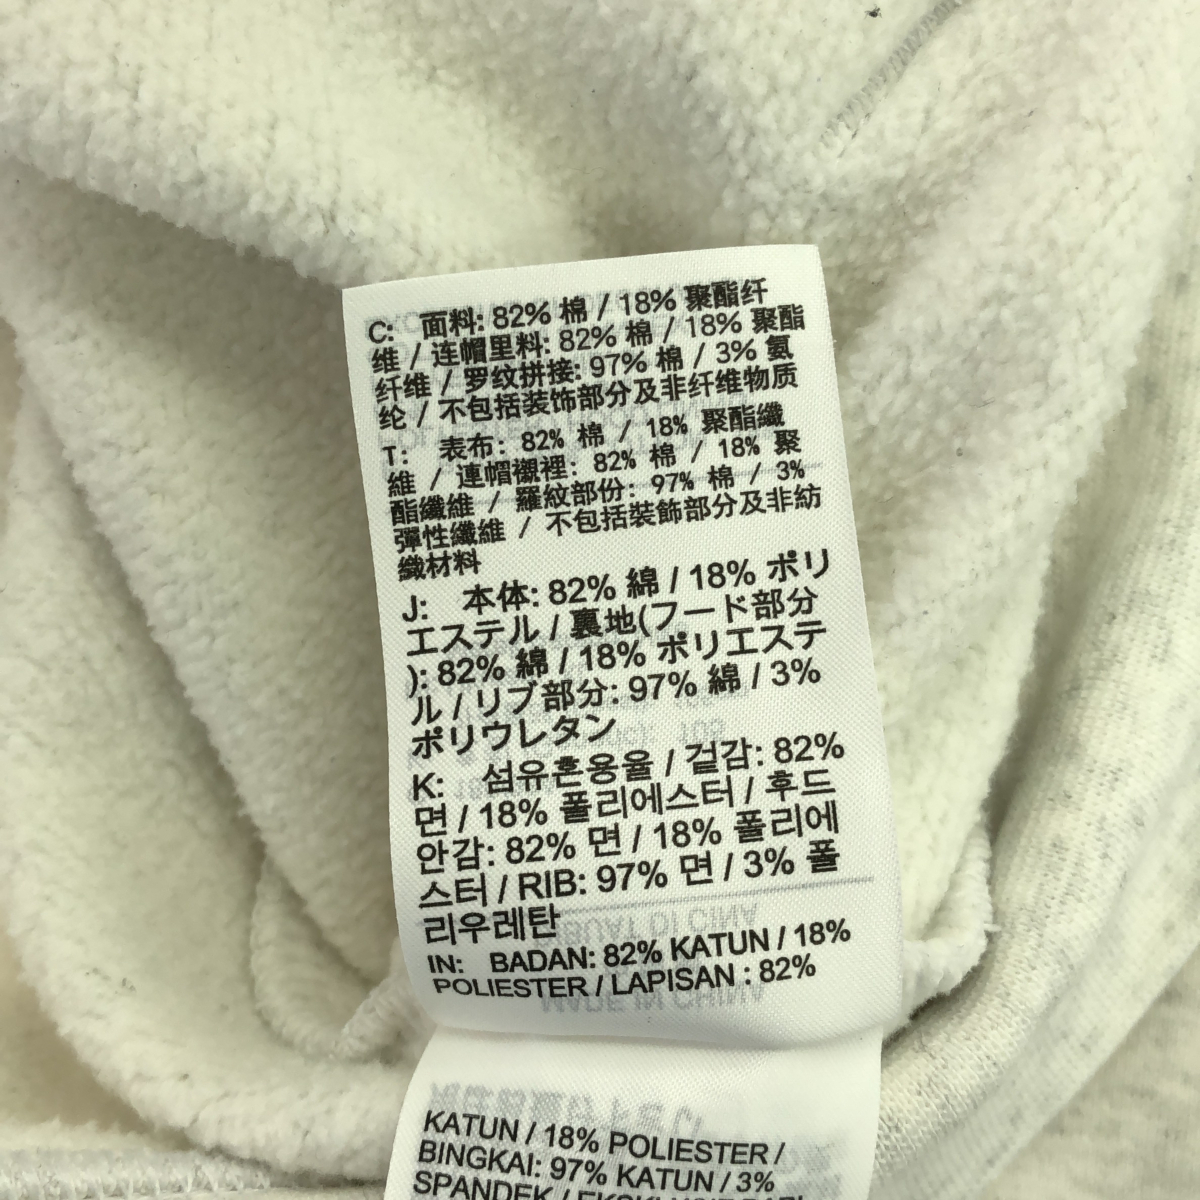 C: 面料: 82% 棉 / 18% 聚酯纤
维 / 连帽里料: 82% 棉 / 18% 聚酯
纤维 / 罗纹拼接: 97% 棉 / 3% 氨
纶 / 不包括装饰部分及非纤维物质
T: 表布: 82% 棉 / 18% 聚酯纖
維 / 連帽襯裡: 82% 棉 / 18% 聚
酯纖維 / 羅紋部份: 97% 棉 / 3%
彈性纖維 / 不包括裝飾部分及非紡
織材料
J: 本体: 82% 綿 / 18% ポリ
エステル / 裏地(フード部分
): 82% 綿 / 18% ポリエステ
ル / リブ部分: 97% 綿 / 3%
ポリウレタン
K: 섬유혼용율 / 겉감: 82%
면 / 18% 폴리에스터 / 후드
안감: 82% 면 / 18% 폴리에
스터 / RIB: 97% 면 / 3% 폴
리우레탄
IN: BADAN: 82% KATUN / 18%
POLIESTER / LAPISAN : 82%
KATUN / 18% POLIESTER /
BINGKAI: 97% KATUN / 3%
SPANDEK /